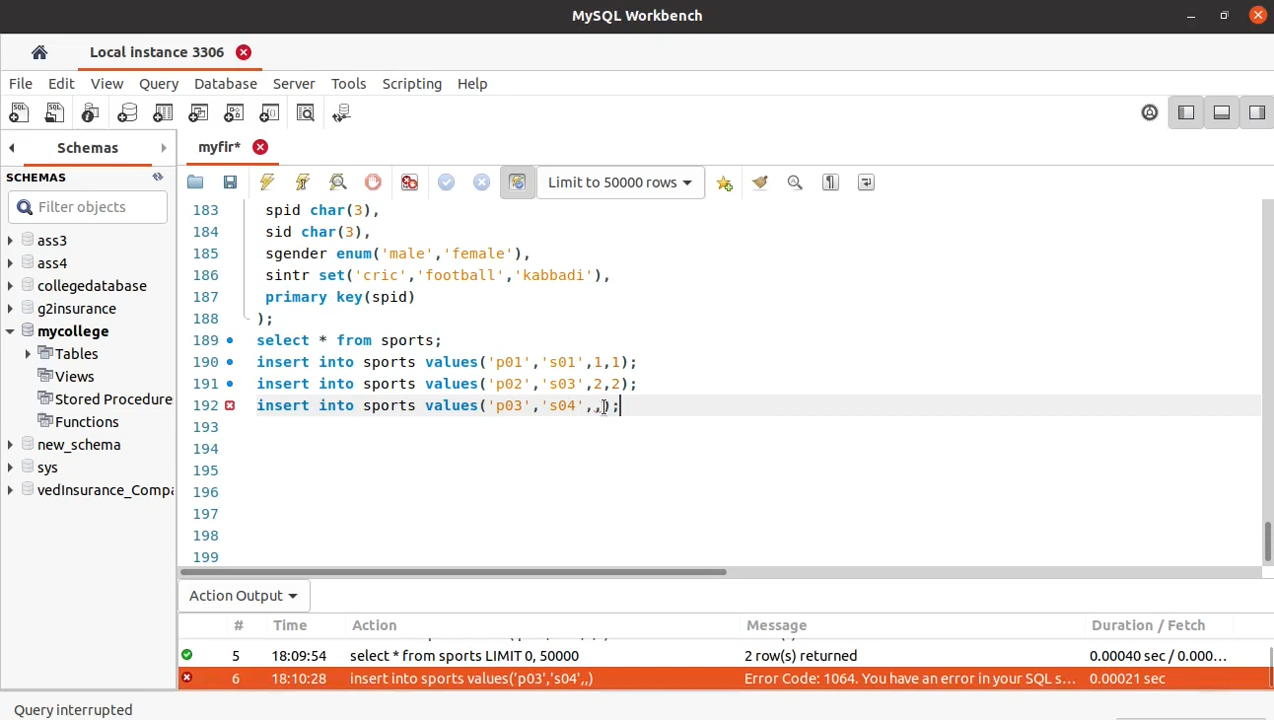 MySQL Workbench
Local instance 3306
File Edit View Query Database Server Tools Scripting Help
Schemas
myfir*
SCHEMAS
Limit to 50000 rows
Filter objects
ass3
ass4
collegedatabase
g2insurance
mycollege
Tables
Views
Stored Procedure
Functions
new_schema
sys
vedInsurance_Compa
183 spid char(3),
184 sid char(3),
185 sgender enum('male','female'),
186 sintr set('cric','football','kabbadi'),
187 primary key(spid)
188 );
189 select * from sports;
190 insert into sports values('p01','s01',1,1);
191 insert into sports values('p02','s03',2,2);
192 insert into sports values('p03','s04',,);
193
194
195
196
197
198
199
Action Output
# Time Action Message Duration / Fetch
5 18:09:54 select * from sports LIMIT 0, 50000 2 row(s) returned 0.00040 sec / 0.000...
6 18:10:28 insert into sports values('p03','s04',,) Error Code: 1064. You have an error in your SQL s... 0.00021 sec
Query interrupted